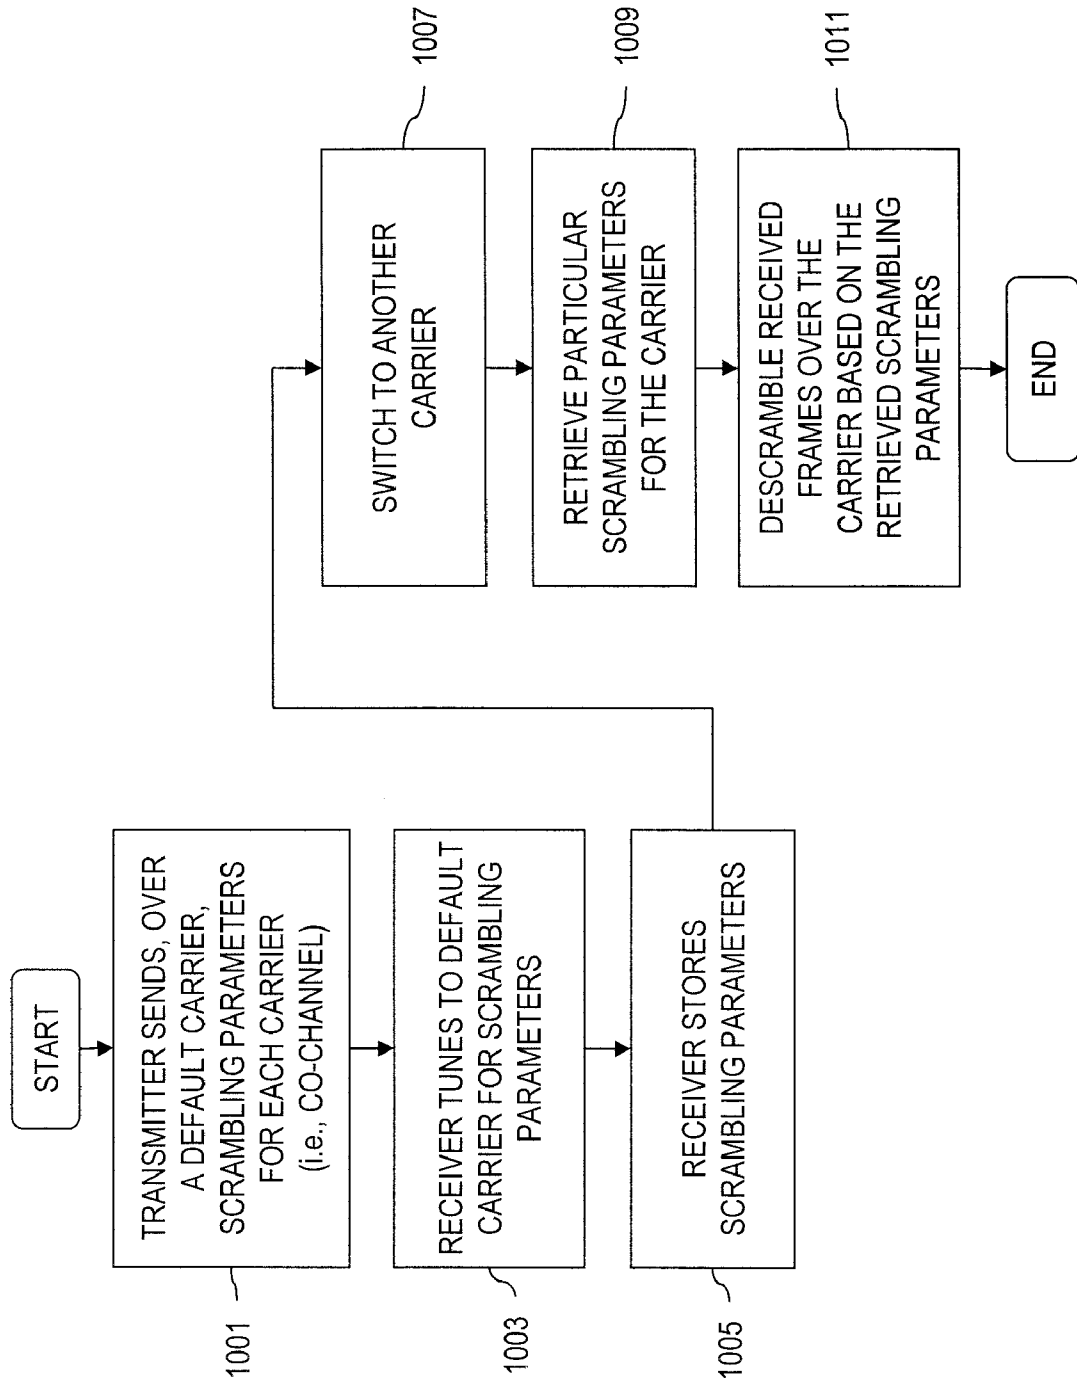 START
TRANSMITTER SENDS, OVER
A DEFAULT CARRIER,
SCRAMBLING PARAMETERS
FOR EACH CARRIER
(i.e., CO-CHANNEL)
1001
RECEIVER TUNES TO DEFAULT
CARRIER FOR SCRAMBLING
PARAMETERS
1003
RECEIVER STORES
SCRAMBLING PARAMETERS
1005
SWITCH TO ANOTHER
CARRIER
1007
RETRIEVE PARTICULAR
SCRAMBLING PARAMETERS
FOR THE CARRIER
1009
DESCRAMBLE RECEIVED
FRAMES OVER THE
CARRIER BASED ON THE
RETRIEVED SCRAMBLING
PARAMETERS
1011
END